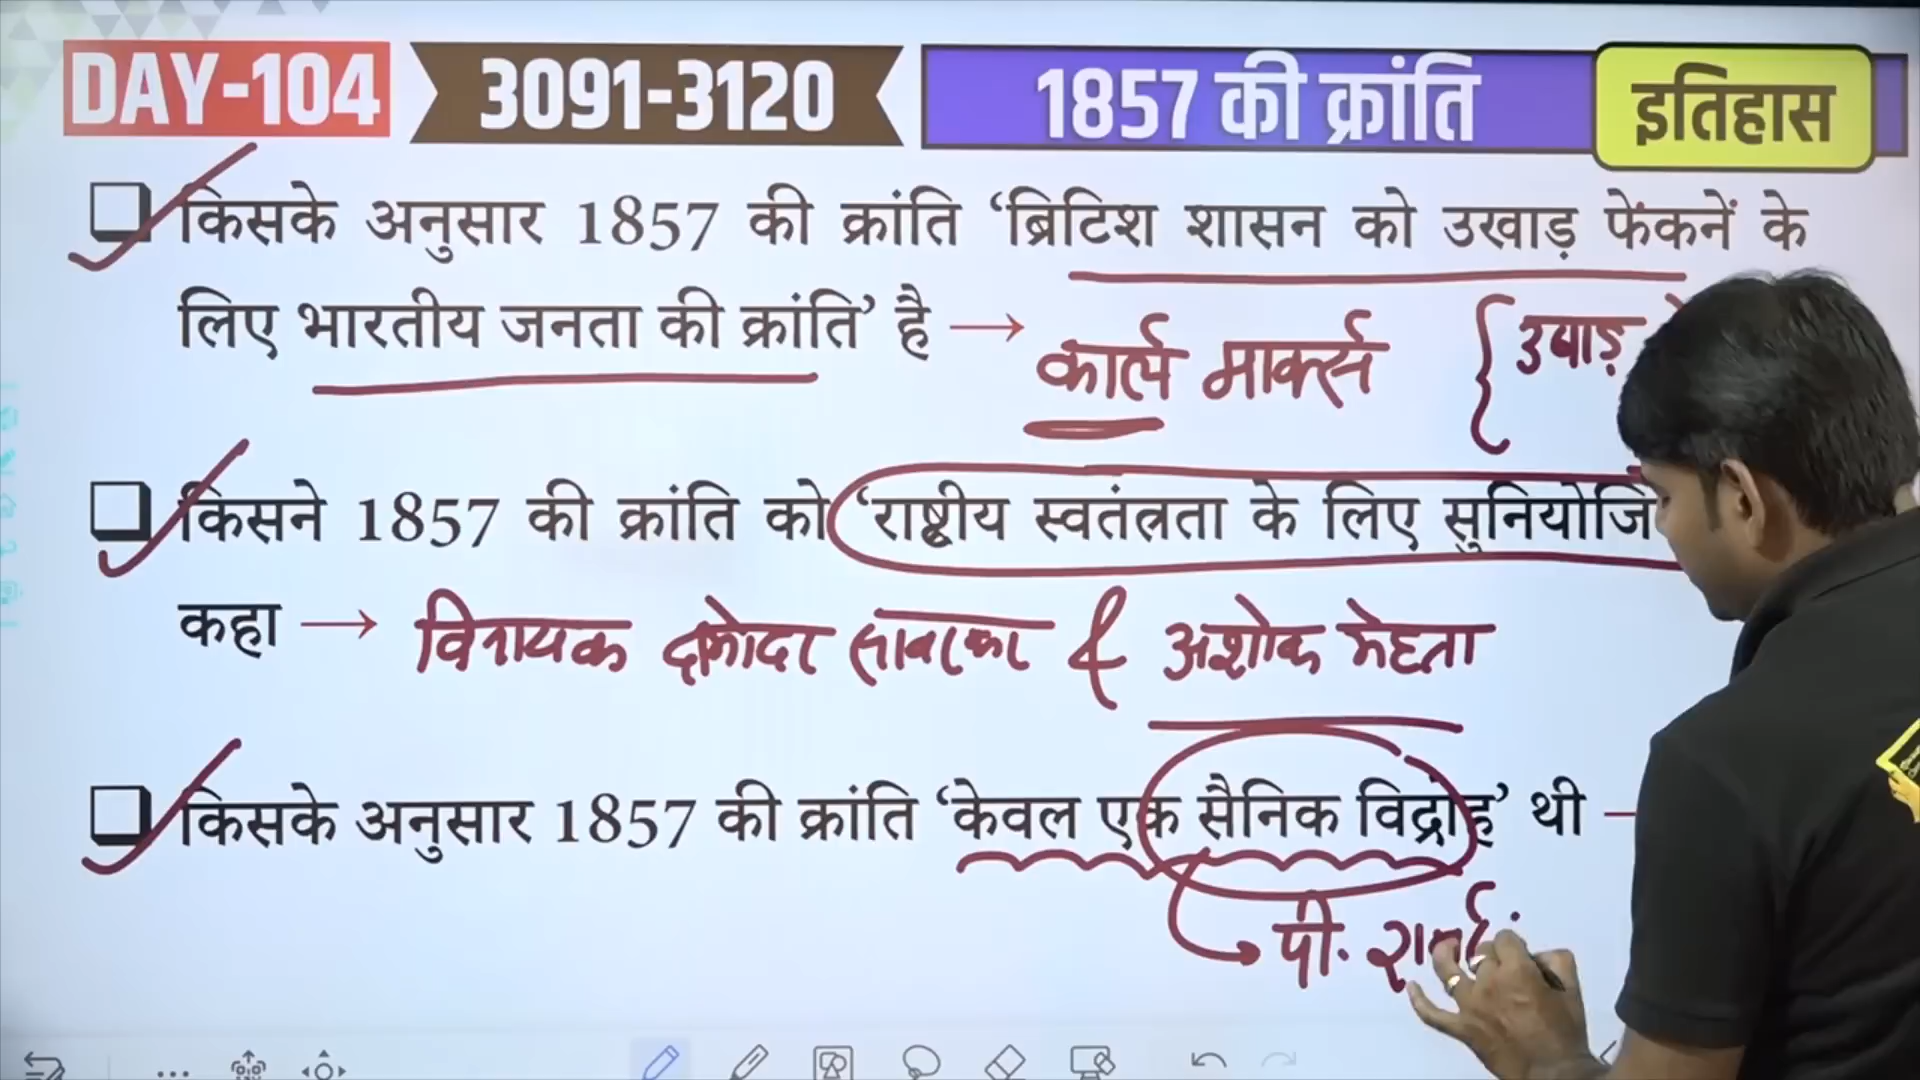 DAY-104 3091-3120 1857 की क्रांति इतिहास
किसके अनुसार 1857 की क्रांति ‘ब्रिटिश शासन को उखाड़ फेंकनें के
लिए भारतीय जनता की क्रांति’ है → कार्ल मार्क्स { उखाड़
किसने 1857 की क्रांति को ‘राष्ट्रीय स्वतंत्रता के लिए सुनियोजि
कहा → विनायक दामोदर सावरकर & अशोक मेहता
किसके अनुसार 1857 की क्रांति ‘केवल एक सैनिक विद्रोह’ थी
पी.